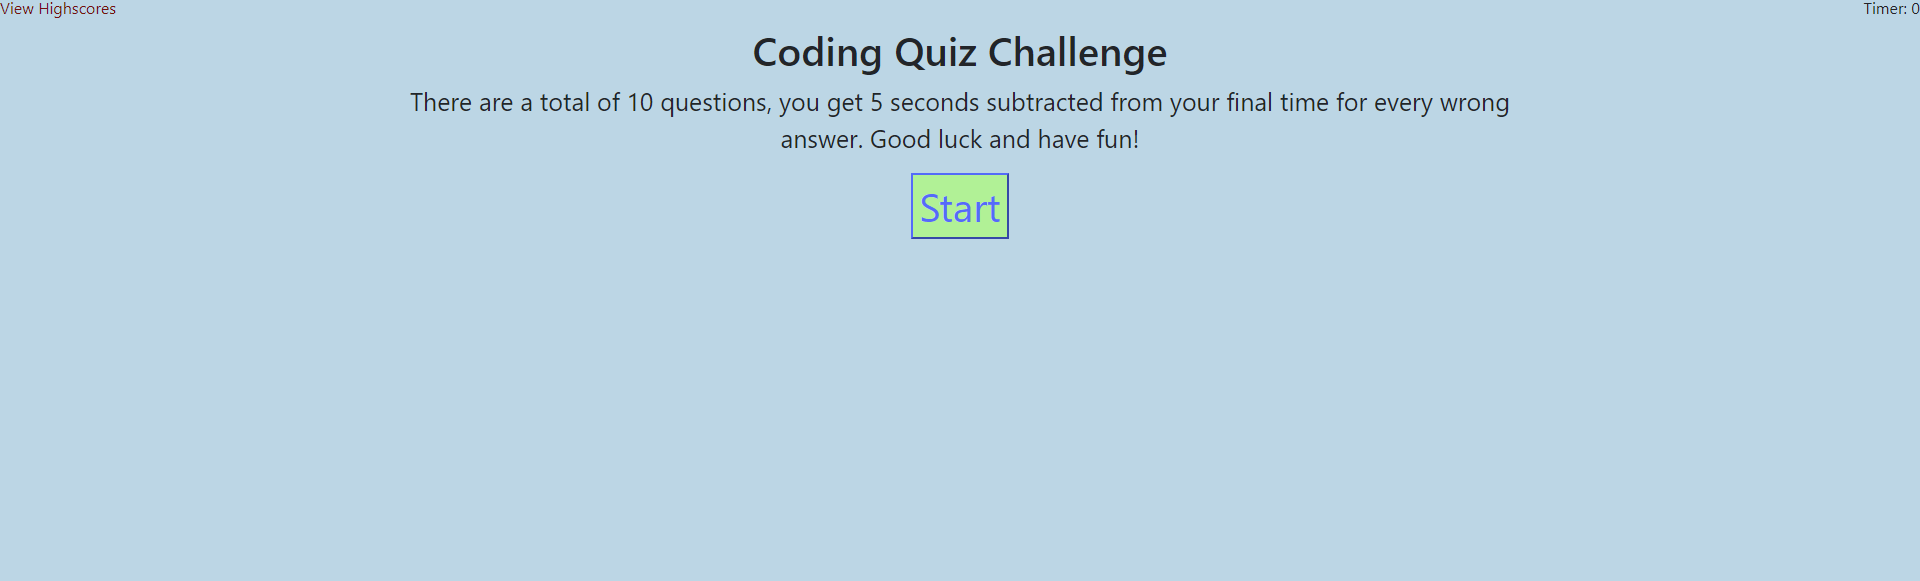 View Highscores
Timer: 0
Coding Quiz Challenge
There are a total of 10 questions, you get 5 seconds subtracted from your final time for every wrong
answer. Good luck and have fun!
Start